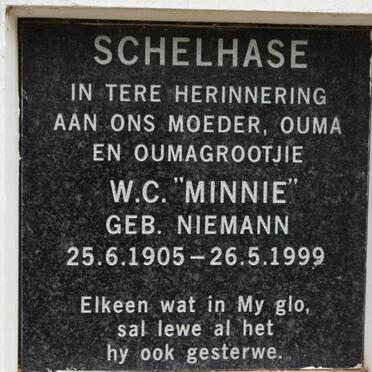 SCHELHASE
IN TERE HERINNERING
AAN ONS MOEDER, OUMA
EN OUMAGROOTJIE
W.C. "MINNIE"
GEB. NIEMANN
25.6.1905 – 26.5.1999
Elkeen wat in My glo,
sal lewe al het
hy ook gesterwe.